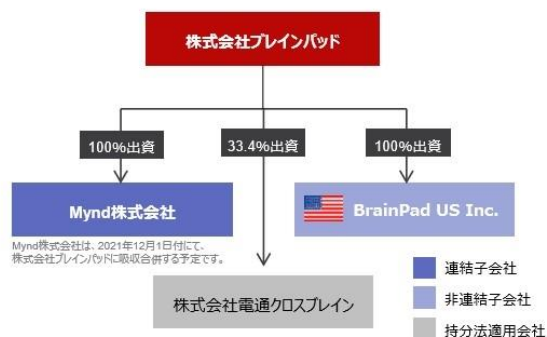 株式会社ブレインパッド
100%出資
33.4%出資
100%出資
Mynd株式会社
BrainPad US Inc.
Mynd株式会社は、2021年12月1日付にて、
株式会社ブレインパッドに吸収合併する予定です。
株式会社電通クロスブレイン
連結子会社
非連結子会社
持分法適用会社